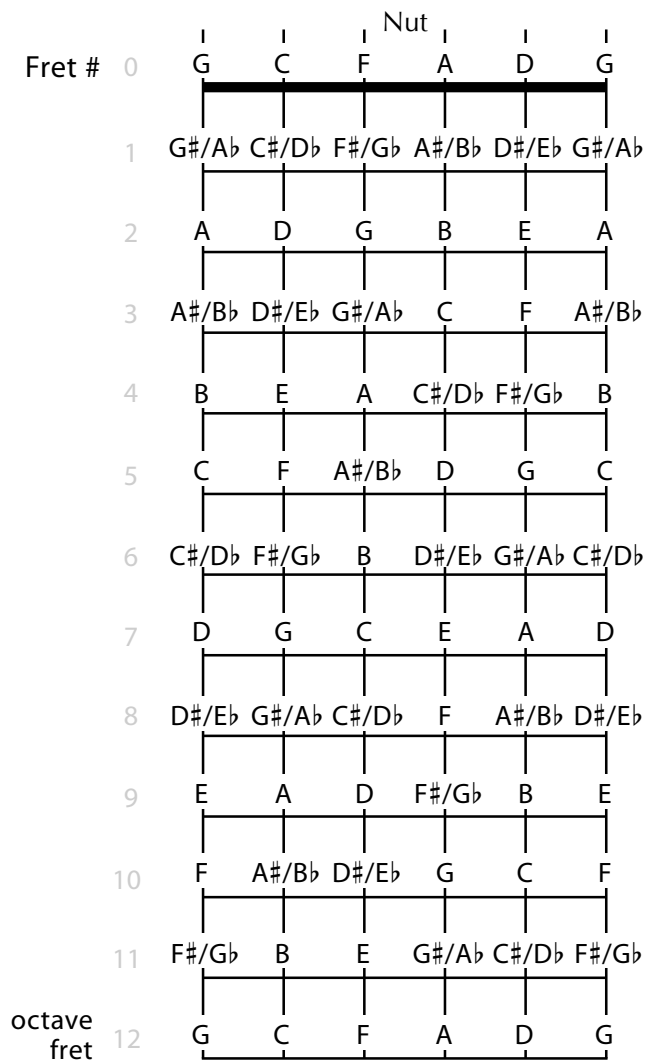 Nut
Fret # 0 G C F A D G
1 G♯/A♭ C♯/D♭ F♯/G♭ A♯/B♭ D♯/E♭ G♯/A♭
2 A D G B E A
3 A♯/B♭ D♯/E♭ G♯/A♭ C F A♯/B♭
4 B E A C♯/D♭ F♯/G♭ B
5 C F A♯/B♭ D G C
6 C♯/D♭ F♯/G♭ B D♯/E♭ G♯/A♭ C♯/D♭
7 D G C E A D
8 D♯/E♭ G♯/A♭ C♯/D♭ F A♯/B♭ D♯/E♭
9 E A D F♯/G♭ B E
10 F A♯/B♭ D♯/E♭ G C F
11 F♯/G♭ B E G♯/A♭ C♯/D♭ F♯/G♭
octave
fret 12 G C F A D G